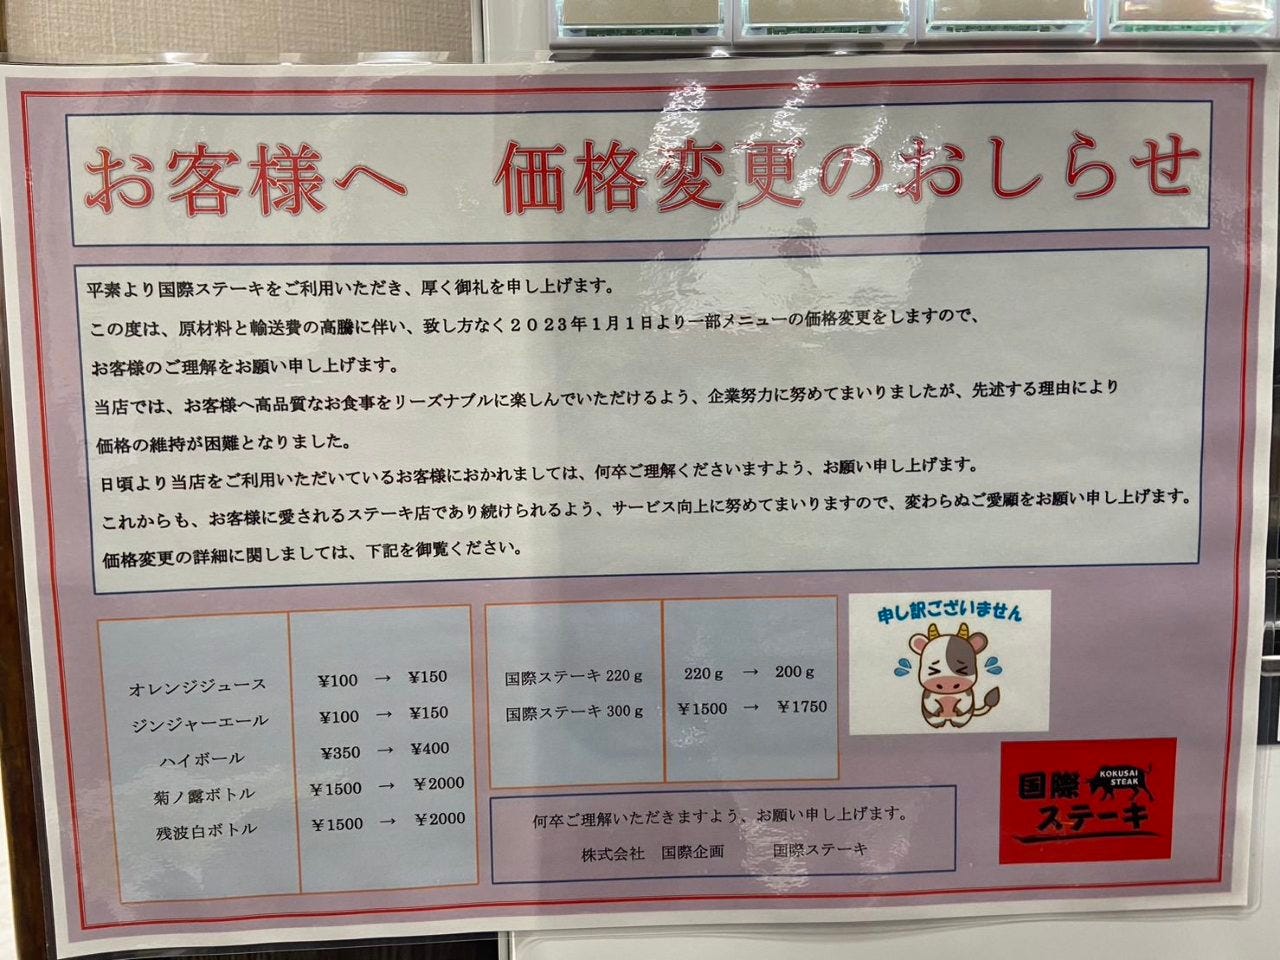 お客様へ　価格変更のおしらせ
平素より国際ステーキをご利用いただき、厚く御礼を申し上げます。
この度は、原材料と輸送費の高騰に伴い、致し方なく２０２３年１月１日より一部メニューの価格変更をしますので、
お客様のご理解をお願い申し上げます。
当店では、お客様へ高品質なお食事をリーズナブルに楽しんでいただけるよう、企業努力に努めてまいりましたが、先述する理由により
価格の維持が困難となりました。
日頃より当店をご利用いただいているお客様におかれましては、何卒ご理解くださいますよう、お願い申し上げます。
これからも、お客様に愛されるステーキ店であり続けられるよう、サービス向上に努めてまいりますので、変わらぬご愛顧をお願い申し上げます。
価格変更の詳細に関しましては、下記を御覧ください。
オレンジジュース　¥100 → ¥150
ジンジャーエール　¥100 → ¥150
ハイボール　¥350 → ¥400
菊ノ露ボトル　¥1500 → ¥2000
残波白ボトル　¥1500 → ¥2000
国際ステーキ 220ｇ　220ｇ → 200ｇ
国際ステーキ 300ｇ　¥1500 → ¥1750
申し訳ございません
何卒ご理解いただきますよう、お願い申し上げます。
株式会社　国際企画　　国際ステーキ
国際
KOKUSAI
STEAK
ステーキ